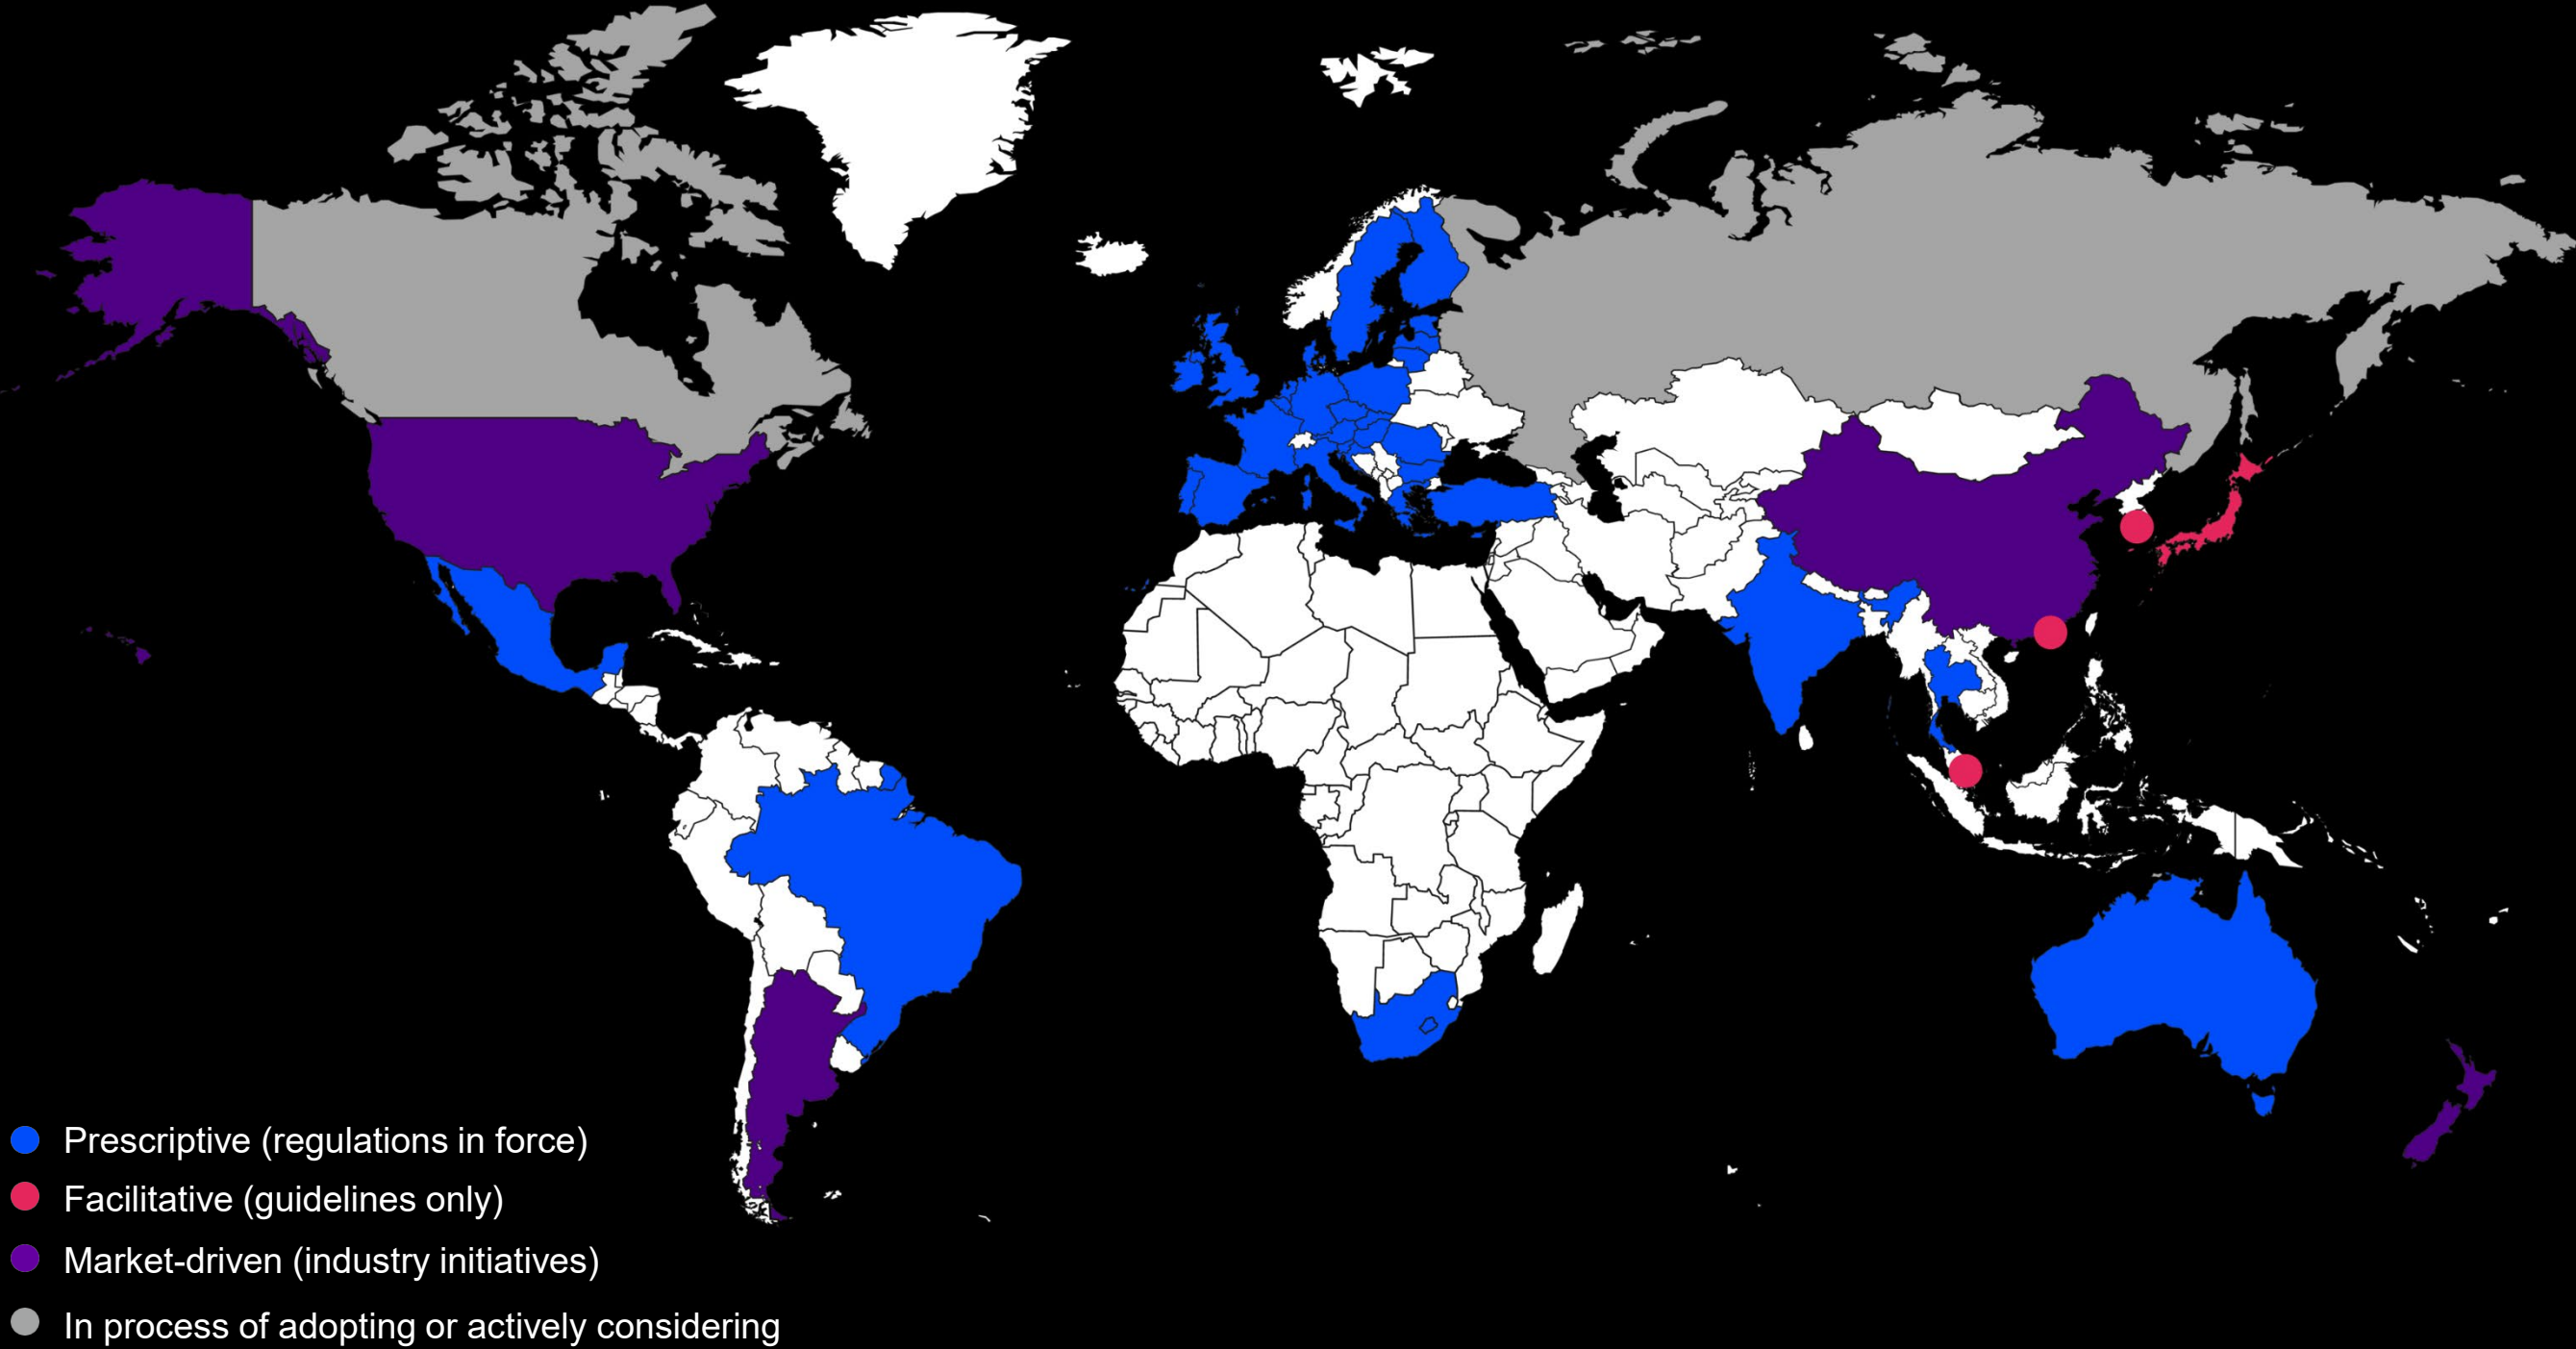 Prescriptive (regulations in force)
Facilitative (guidelines only)
Market-driven (industry initiatives)
In process of adopting or actively considering